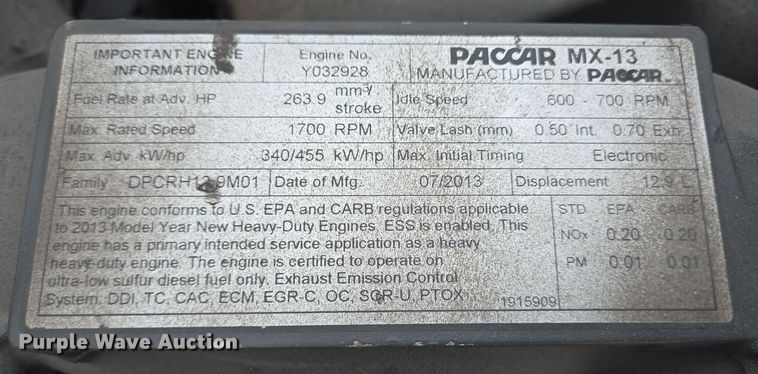 IMPORTANT ENGINE INFORMATION
Engine No. Y032928
PACCAR MX-13
MANUFACTURED BY PACCAR
Fuel Rate at Adv. HP 263.9 mm³/stroke
Idle Speed 600 - 700 RPM
Max. Rated Speed 1700 RPM
Valve Lash (mm) 0.50 Int. 0.70 Exh
Max. Adv. kW/hp 340/455 kW/hp
Max. Initial Timing Electronic
Family DPCRH12.9M01
Date of Mfg. 07/2013
Displacement 12.9 L
This engine conforms to U.S. EPA and CARB regulations applicable
to 2013 Model Year New Heavy-Duty Engines. ESS is enabled. This
engine has a primary intended service application as a heavy
heavy-duty engine. The engine is certified to operate on
ultra-low sulfur diesel fuel only. Exhaust Emission Control
System: DDI, TC, CAC, ECM, EGR-C, OC, SCR-U, PTOX
STD EPA CARB
NOx 0.20 0.20
PM 0.01 0.01
1915909
Purple Wave Auction